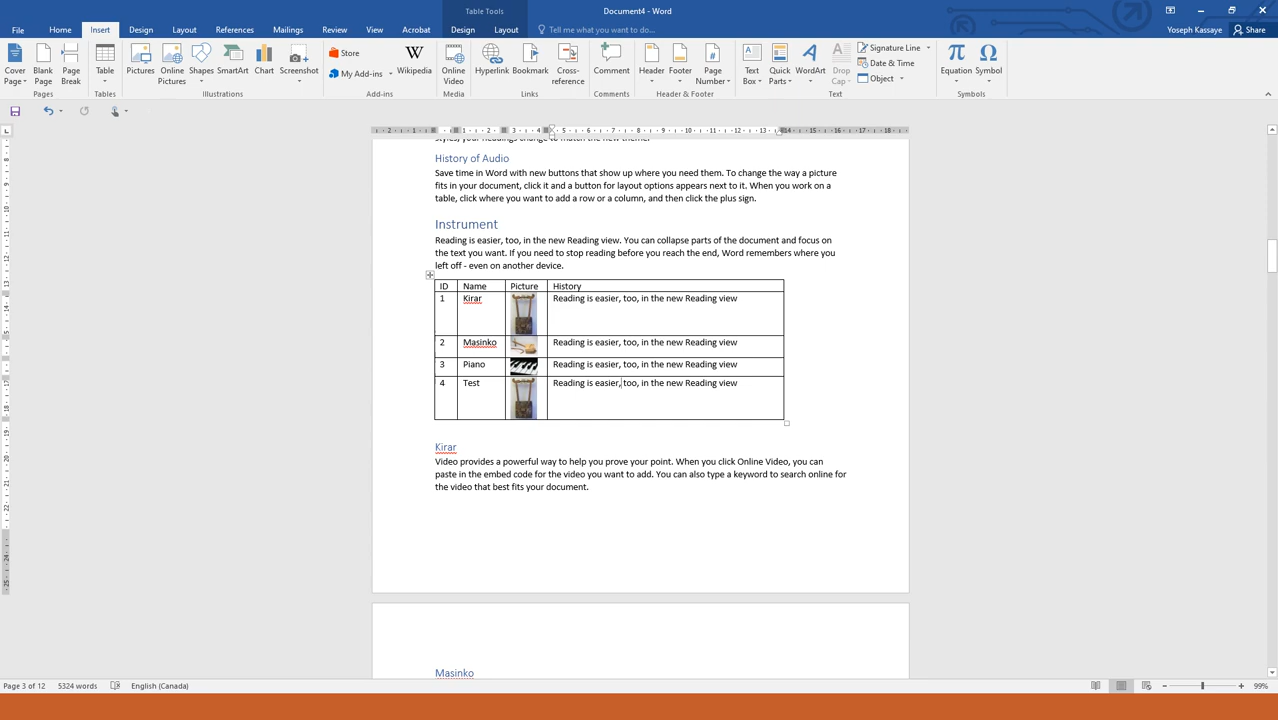 Table Tools
Document4 - Word
File Home Insert Design Layout References Mailings Review View Acrobat Design Layout Tell me what you want to do... Yoseph Kassaye Share
Cover Page
Blank Page
Page Break
Pages
Table
Tables
Pictures
Online Pictures
Shapes
SmartArt
Chart
Screenshot
Illustrations
Store
My Add-ins
Wikipedia
Add-ins
Online Video
Media
Hyperlink
Bookmark
Cross-reference
Links
Comment
Comments
Header
Footer
Page Number
Header & Footer
Text Box
Quick Parts
WordArt
Drop Cap
Signature Line
Date & Time
Object
Text
Equation
Symbol
Symbols
styles, your headings change to match the new theme.
History of Audio
Save time in Word with new buttons that show up where you need them. To change the way a picture
fits in your document, click it and a button for layout options appears next to it. When you work on a
table, click where you want to add a row or a column, and then click the plus sign.
Instrument
Reading is easier, too, in the new Reading view. You can collapse parts of the document and focus on
the text you want. If you need to stop reading before you reach the end, Word remembers where you
left off - even on another device.
ID Name Picture History
1 Kirar Reading is easier, too, in the new Reading view
2 Masinko Reading is easier, too, in the new Reading view
3 Piano Reading is easier, too, in the new Reading view
4 Test Reading is easier, too, in the new Reading view
Kirar
Video provides a powerful way to help you prove your point. When you click Online Video, you can
paste in the embed code for the video you want to add. You can also type a keyword to search online for
the video that best fits your document.
Masinko
Page 3 of 12 5324 words English (Canada) 99%